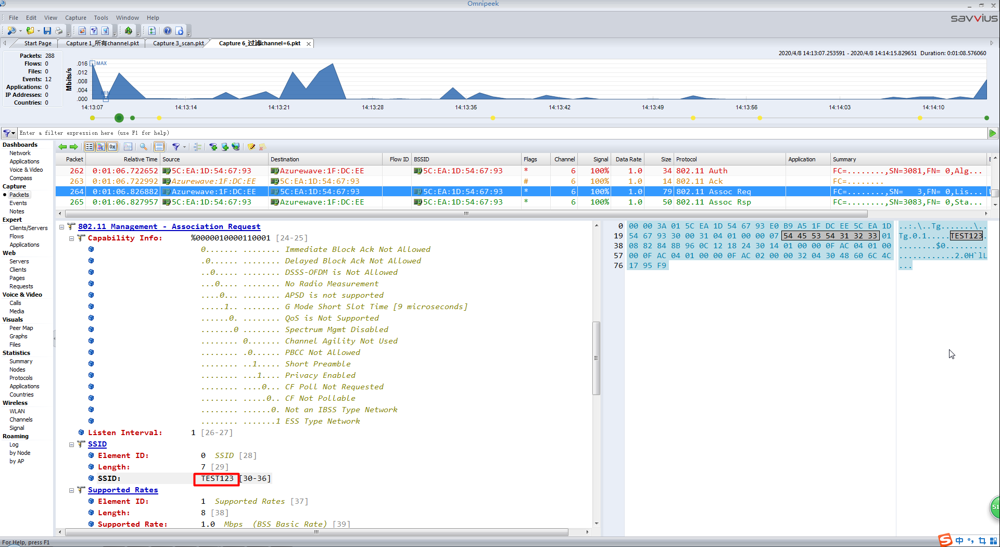 Omnipeek
File Edit View Capture Tools Window Help
savvius
Start Page Capture 1_所有channel.pkt Capture 3_scan.pkt Capture 6_过滤channel=6.pkt
Packets: 288
Flows: 0
Files: 0
Events: 12
Applications: 0
IP Addresses: 0
Countries: 0
2020/4/8 14:13:07.253591 - 2020/4/8 14:14:15.829651 Duration: 0:01:08.576060
Mbits/s
.016
.012
.008
.004
.000
MAX
MIN
14:13:07 14:13:14 14:13:21 14:13:28 14:13:35 14:13:42 14:13:49 14:13:56 14:14:03 14:14:10
Enter a filter expression here (use F1 for help)
Dashboards
Network
Applications
Voice & Video
Compass
Capture
Packets
Events
Notes
Expert
Clients/Servers
Flows
Applications
Web
Servers
Clients
Pages
Requests
Voice & Video
Calls
Media
Visuals
Peer Map
Graphs
Files
Statistics
Summary
Nodes
Protocols
Applications
Countries
Wireless
WLAN
Channels
Signal
Roaming
Log
by Node
by AP
Packet Relative Time Source Destination Flow ID BSSID Flags Channel Signal Data Rate Size Protocol Application Summary
262 0:01:06.722652 5C:EA:1D:54:67:93 Azurewave:1F:DC:EE 5C:EA:1D:54:67:93 * 6 100% 1.0 34 802.11 Auth FC=........,SN=3081,FN= 0,Alg...
263 0:01:06.722992 Azurewave:1F:DC:EE 5C:EA:1D:54:67:93 # 6 100% 1.0 14 802.11 Ack FC=........
264 0:01:06.826882 Azurewave:1F:DC:EE 5C:EA:1D:54:67:93 5C:EA:1D:54:67:93 * 6 100% 1.0 79 802.11 Assoc Req FC=........,SN= 3,FN= 0,Lis...
265 0:01:06.827957 5C:EA:1D:54:67:93 Azurewave:1F:DC:EE 5C:EA:1D:54:67:93 * 6 100% 1.0 50 802.11 Assoc Rsp FC=........,SN=3083,FN= 0,Sta...
802.11 Management - Association Request
Capability Info: %0000010000110001 [24-25]
0....... ........ Immediate Block Ack Not Allowed
.0...... ........ Delayed Block Ack Not Allowed
..0..... ........ DSSS-OFDM is Not Allowed
...0.... ........ No Radio Measurement
....0... ........ APSD is not supported
.....1.. ........ G Mode Short Slot Time [9 microseconds]
......0. ........ QoS is Not Supported
.......0 ........ Spectrum Mgmt Disabled
........ 0....... Channel Agility Not Used
........ .0...... PBCC Not Allowed
........ ..1..... Short Preamble
........ ...1.... Privacy Enabled
........ ....0... CF Poll Not Requested
........ .....0.. CF Not Pollable
........ ......0. Not an IBSS Type Network
........ .......1 ESS Type Network
Listen Interval: 1 [26-27]
SSID
Element ID: 0 SSID [28]
Length: 7 [29]
SSID: TEST123 [30-36]
Supported Rates
Element ID: 1 Supported Rates [37]
Length: 8 [38]
Supported Rate: 1.0 Mbps (BSS Basic Rate) [39]
0 00 00 3A 01 5C EA 1D 54 67 93 E0 B9 A5 1F DC EE 5C EA 1D ..:.\..Tg.......\..
19 54 67 93 30 00 31 04 01 00 00 07 54 45 53 54 31 32 33 01 Tg.0.1.....TEST123.
38 08 82 84 8B 96 0C 12 18 24 30 14 01 00 00 0F AC 04 01 00 ........$0.........
57 00 0F AC 04 01 00 00 0F AC 02 00 00 32 04 30 48 60 6C 4C ............2.0H`lL
76 17 95 F9 ...
51
For Help, press F1
中